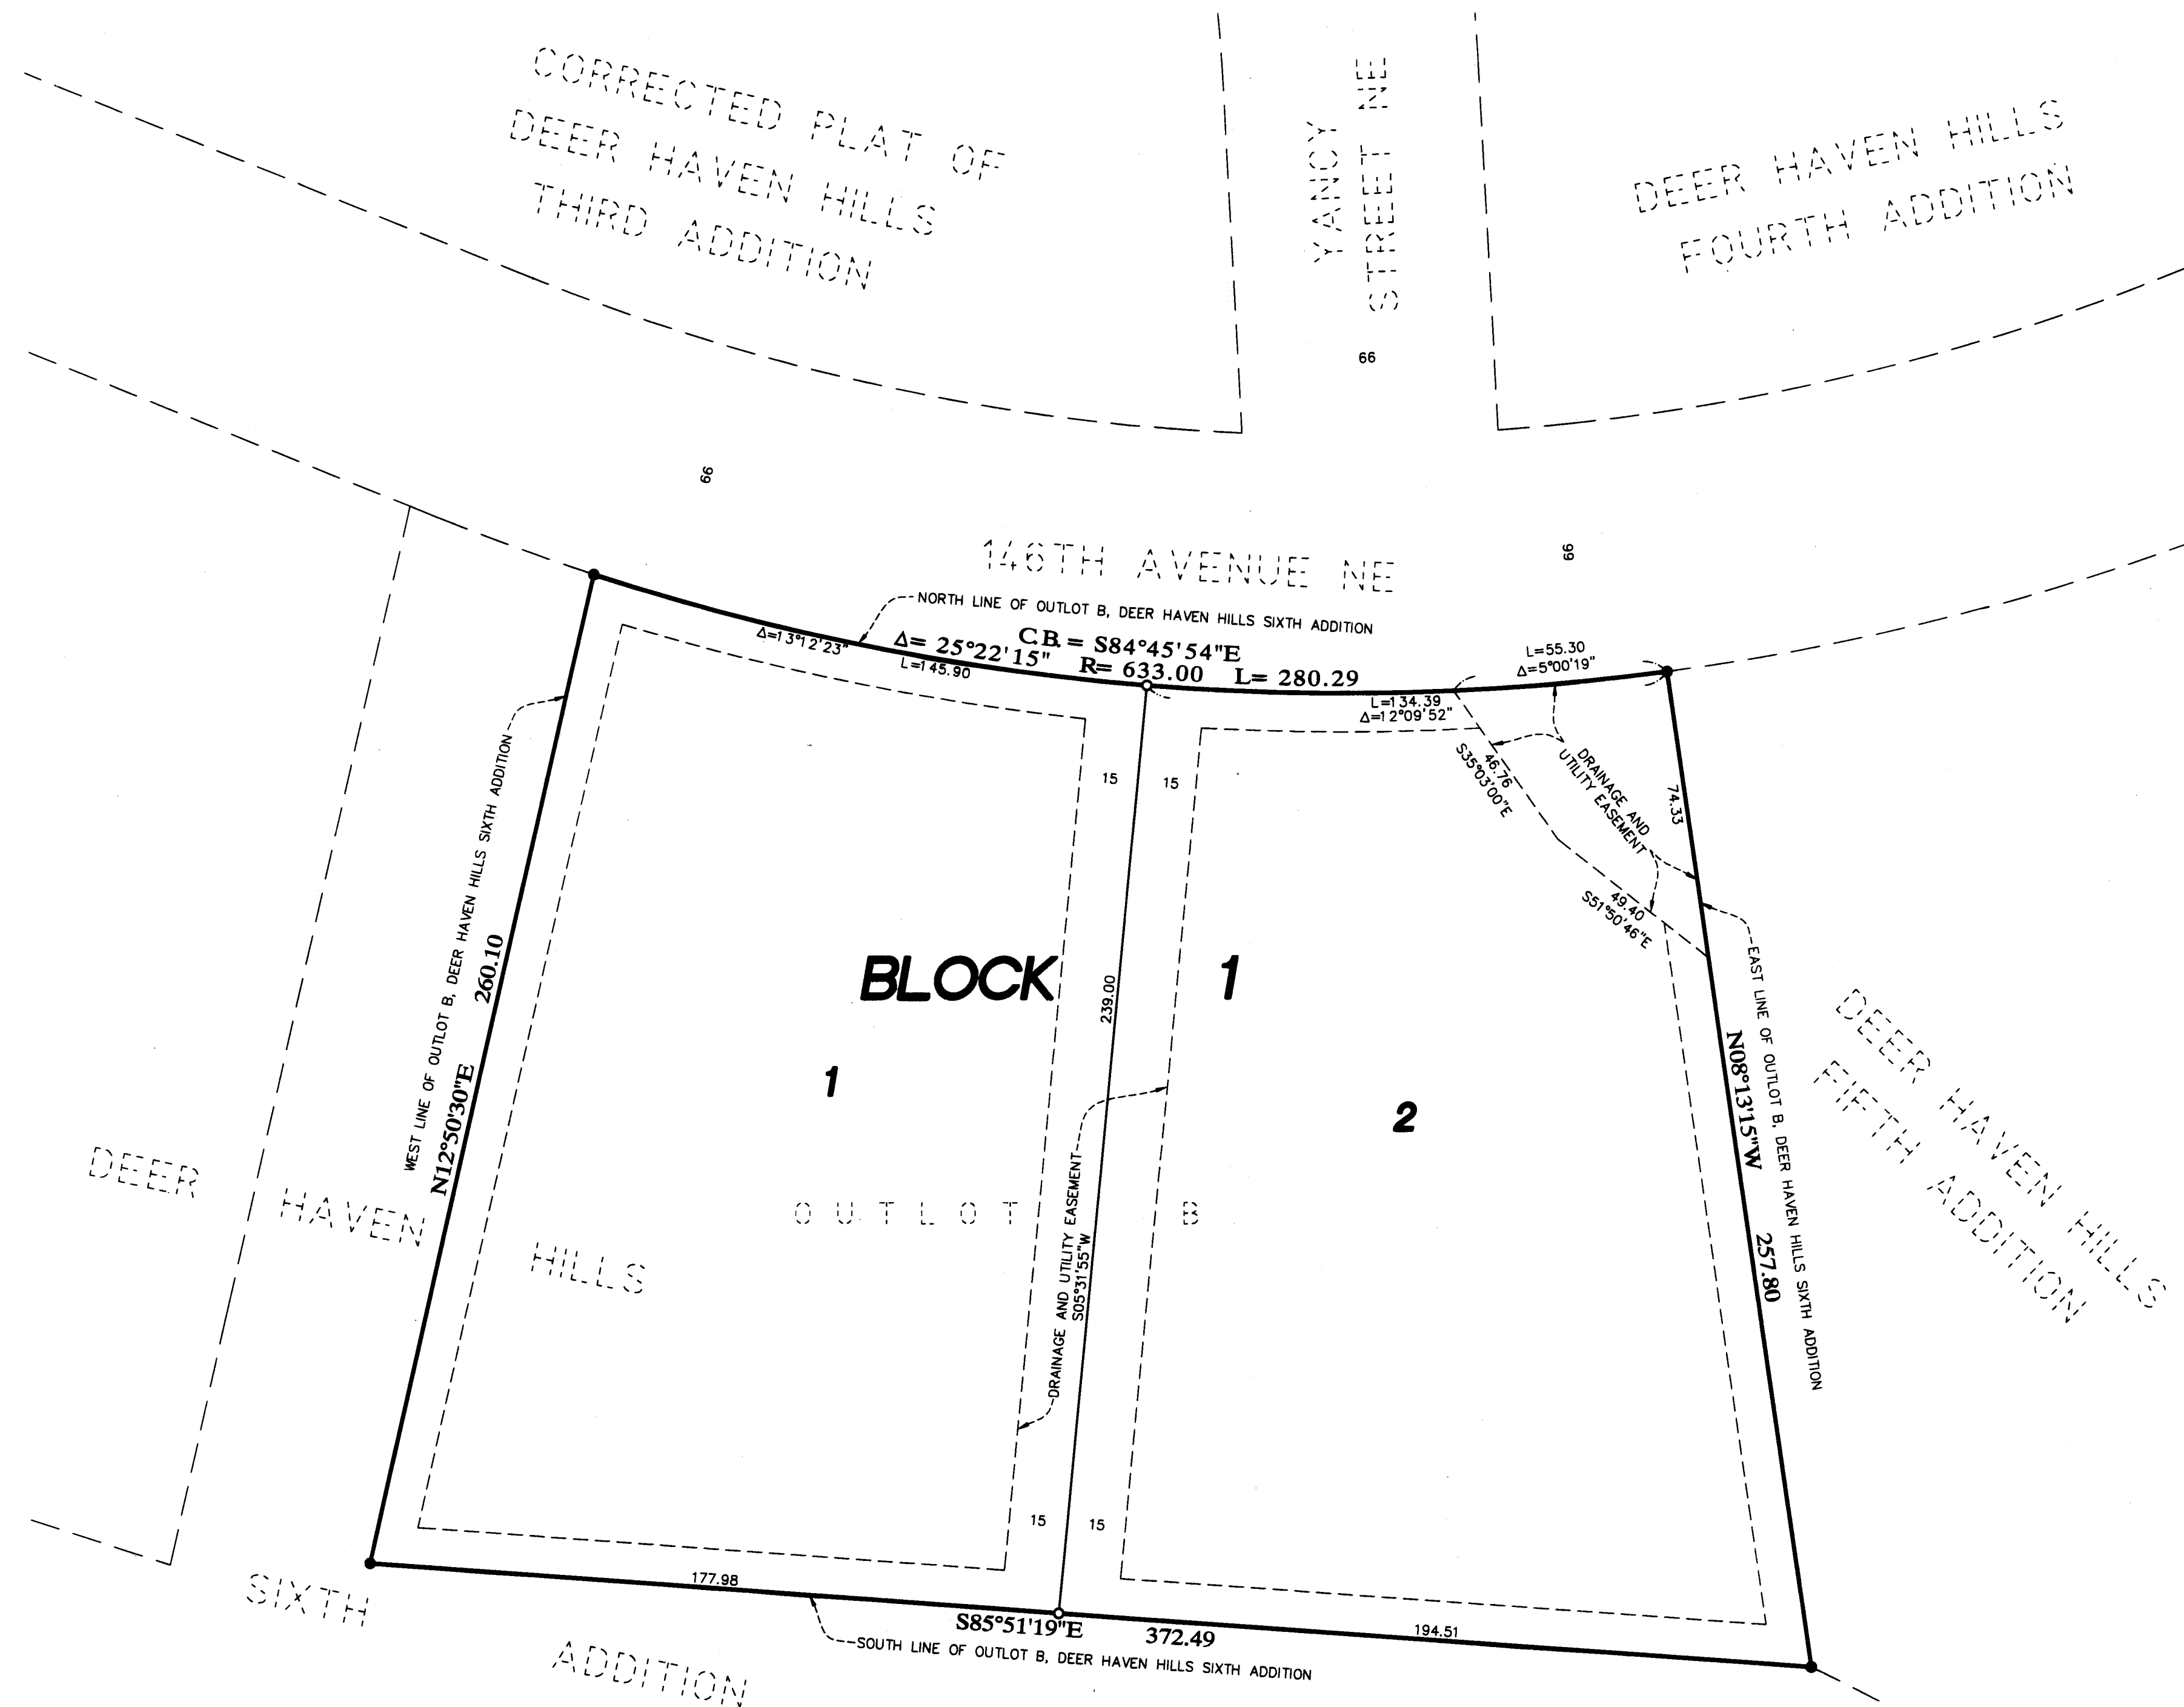 CORRECTED PLAT OF
DEER HAVEN HILLS
THIRD ADDITION
YANCY
STREET NE
DEER HAVEN HILLS
FOURTH ADDITION
66
66
66
146TH AVENUE NE
NORTH LINE OF OUTLOT B, DEER HAVEN HILLS SIXTH ADDITION
C.B. = S84°45'54"E
Δ= 25°22'15" R= 633.00 L= 280.29
Δ=13°12'23"
L=145.90
L=55.30
Δ=5°00'19"
L=134.39
Δ=12°09'52"
46.76
S35°03'00"E
DRAINAGE AND
UTILITY EASEMENT
74.33
49.40
S51°50'46"E
15
15
WEST LINE OF OUTLOT B, DEER HAVEN HILLS SIXTH ADDITION
N12°50'30"E 260.10
BLOCK 1
239.00
1
2
EAST LINE OF OUTLOT B, DEER HAVEN HILLS SIXTH ADDITION
N08°13'15"W 257.80
DEER HAVEN HILLS
FIFTH ADDITION
DRAINAGE AND UTILITY EASEMENT
S05°31'55"W
OUTLOT B
DEER HAVEN HILLS
15
15
177.98
S85°51'19"E 372.49
194.51
SOUTH LINE OF OUTLOT B, DEER HAVEN HILLS SIXTH ADDITION
SIXTH ADDITION